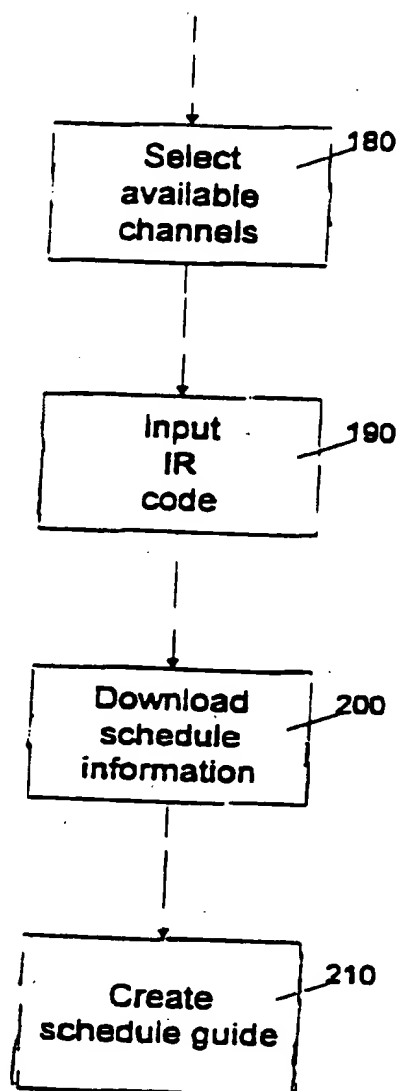 180
Select
available
channels
190
Input
IR
code
200
Download
schedule
information
210
Create
schedule guide